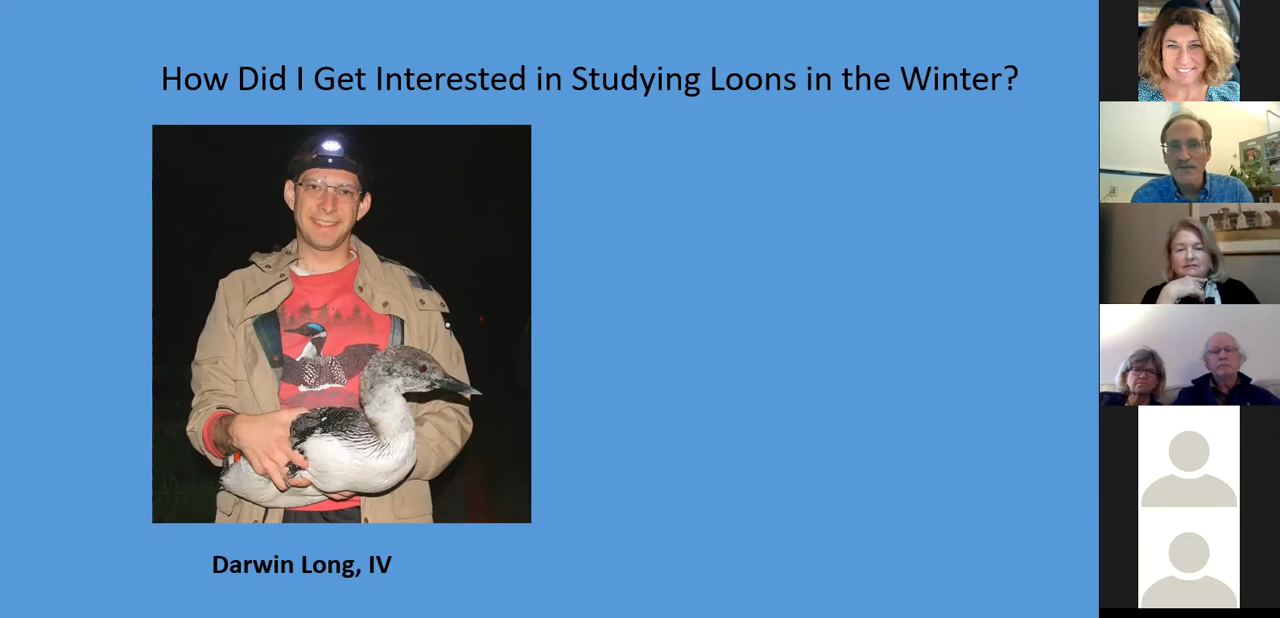 How Did I Get Interested in Studying Loons in the Winter?
Darwin Long, IV